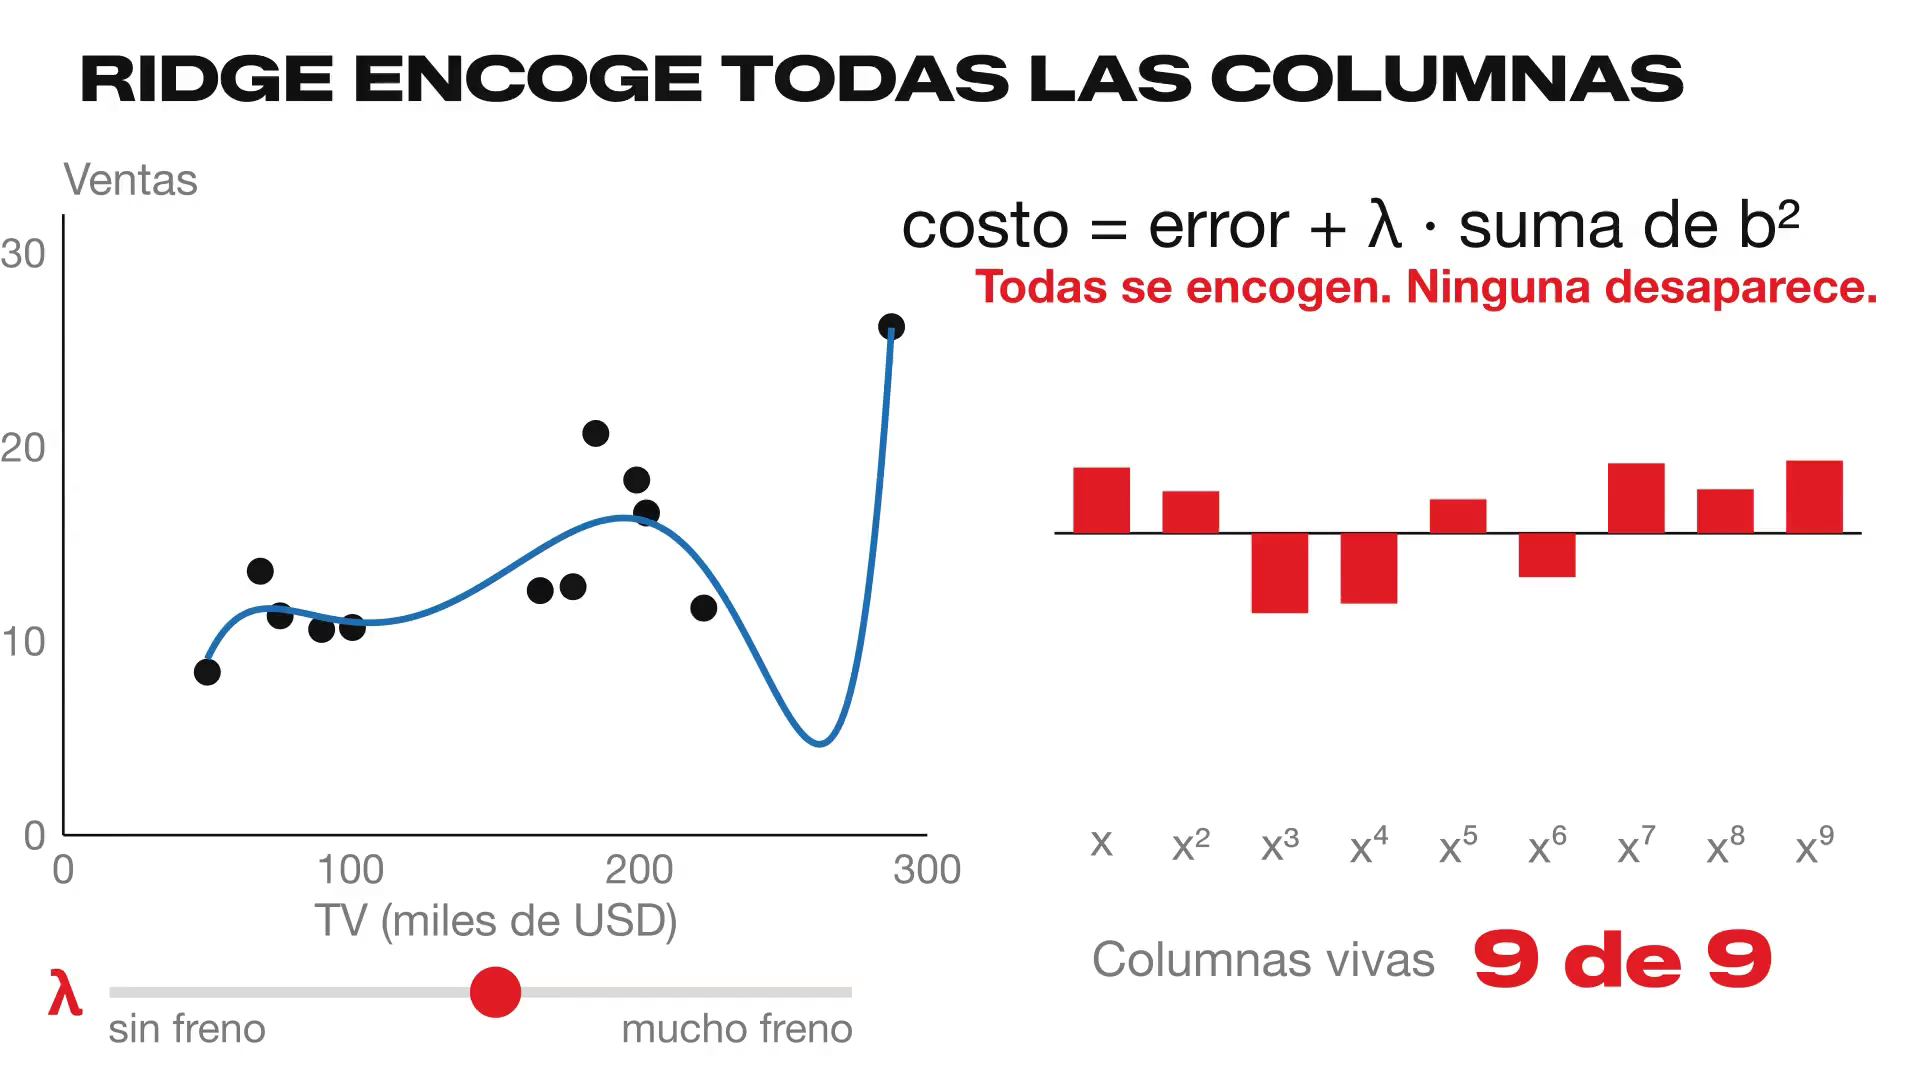 RIDGE ENCOGE TODAS LAS COLUMNAS
Ventas
30
20
10
0
0 100 200 300
TV (miles de USD)
λ
sin freno mucho freno
costo = error + λ · suma de b²
Todas se encogen. Ninguna desaparece.
x x² x³ x⁴ x⁵ x⁶ x⁷ x⁸ x⁹
Columnas vivas 9 de 9